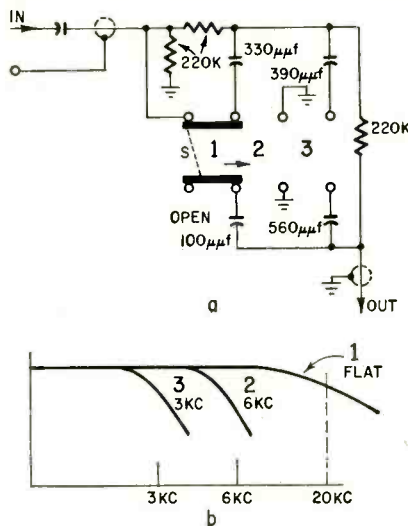 IN
330µµf
390µµf
220K
220K
S
1
2
3
OPEN
100µµf
560µµf
OUT
a
1
FLAT
3
3KC
2
6KC
3KC
6KC
20KC
b